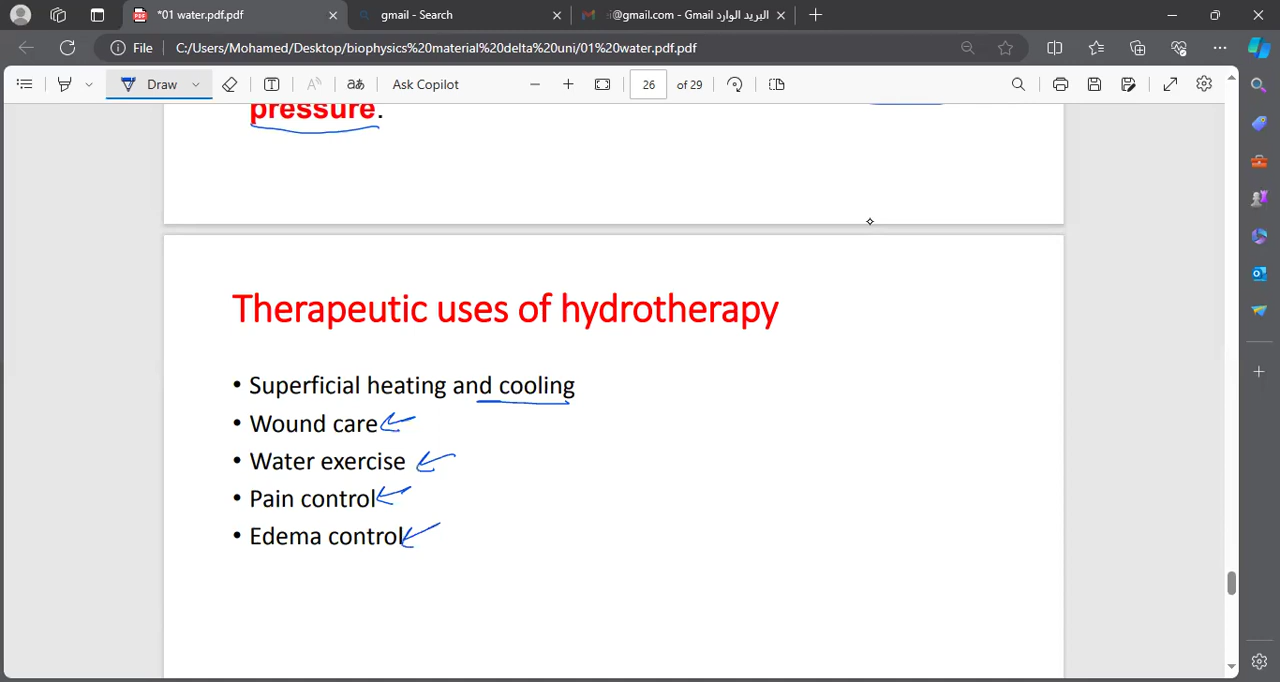 *01 water.pdf.pdf
gmail - Search
@gmail.com - Gmail البريد الوارد
File
C:/Users/Mohamed/Desktop/biophysics%20material%20delta%20uni/01%20water.pdf.pdf
Draw
Ask Copilot
26 of 29
pressure.
Therapeutic uses of hydrotherapy
• Superficial heating and cooling
• Wound care
• Water exercise
• Pain control
• Edema control